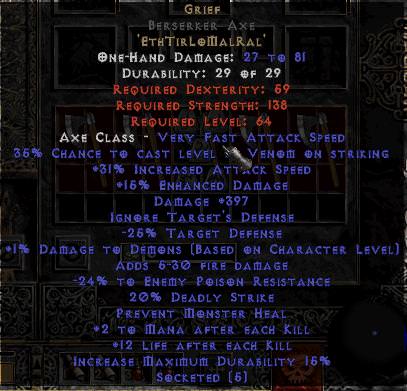 Grief
Berserker Axe
'EthTirLoMalRal'
One-Hand Damage: 27 to 81
Durability: 29 of 29
Required Dexterity: 59
Required Strength: 138
Required Level: 64
Axe Class - Very Fast Attack Speed
35% Chance to cast level Venom on striking
+31% Increased Attack Speed
+15% Enhanced Damage
Damage +397
Ignore Target's Defense
-25% Target Defense
+1% Damage to Demons (Based on Character Level)
Adds 5-30 fire damage
-24% to Enemy Poison Resistance
20% Deadly Strike
Prevent Monster Heal
+2 to Mana after each Kill
+12 Life after each Kill
Increase Maximum Durability 15%
Socketed (5)